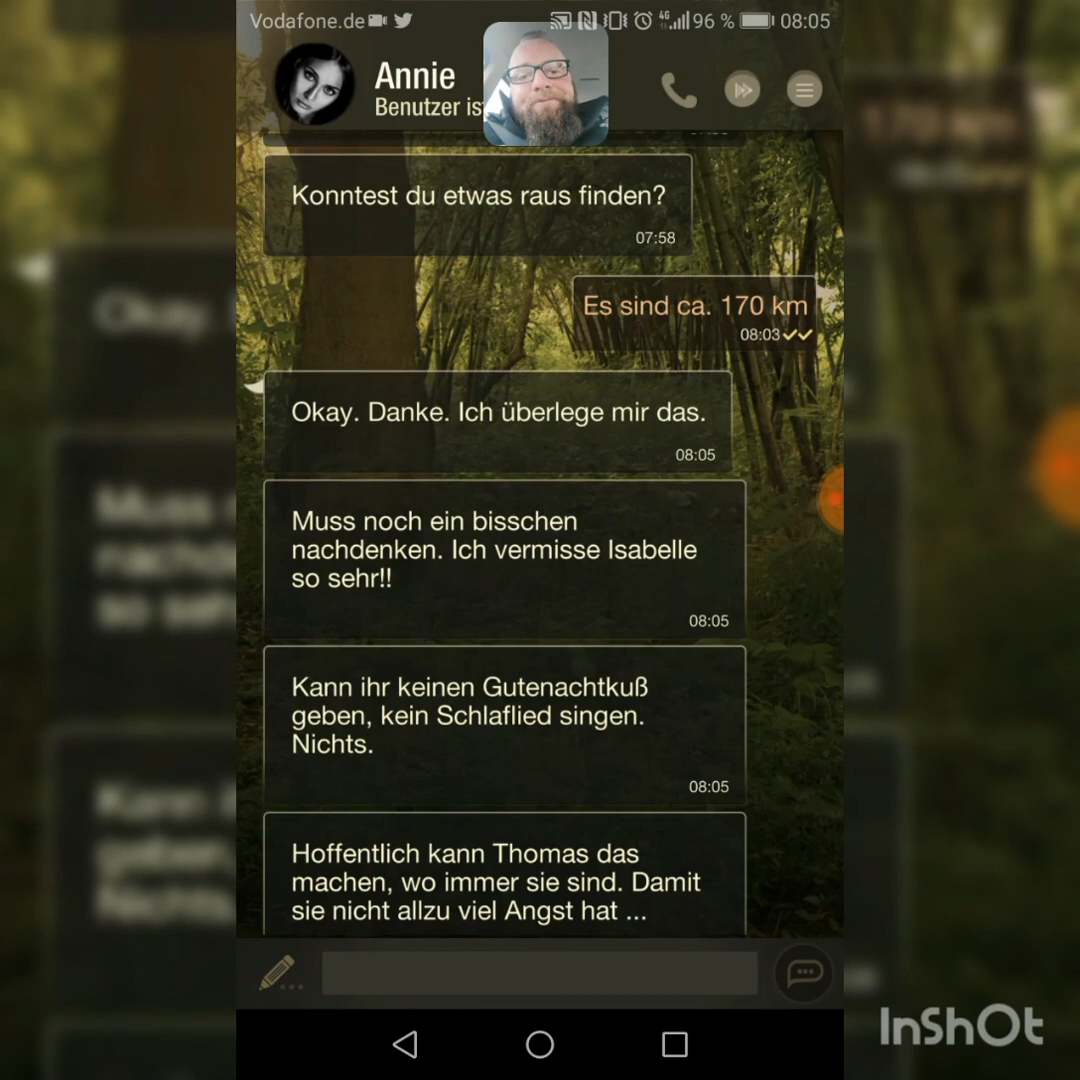 Vodafone.de 4G 96 % 08:05
Annie
Benutzer is
Konntest du etwas raus finden?
07:58
Es sind ca. 170 km
08:03
Okay. Danke. Ich überlege mir das.
08:05
Muss noch ein bisschen
nachdenken. Ich vermisse Isabelle
so sehr!!
08:05
Kann ihr keinen Gutenachtkuß
geben, kein Schlaflied singen.
Nichts.
08:05
Hoffentlich kann Thomas das
machen, wo immer sie sind. Damit
sie nicht allzu viel Angst hat ...
InShOt